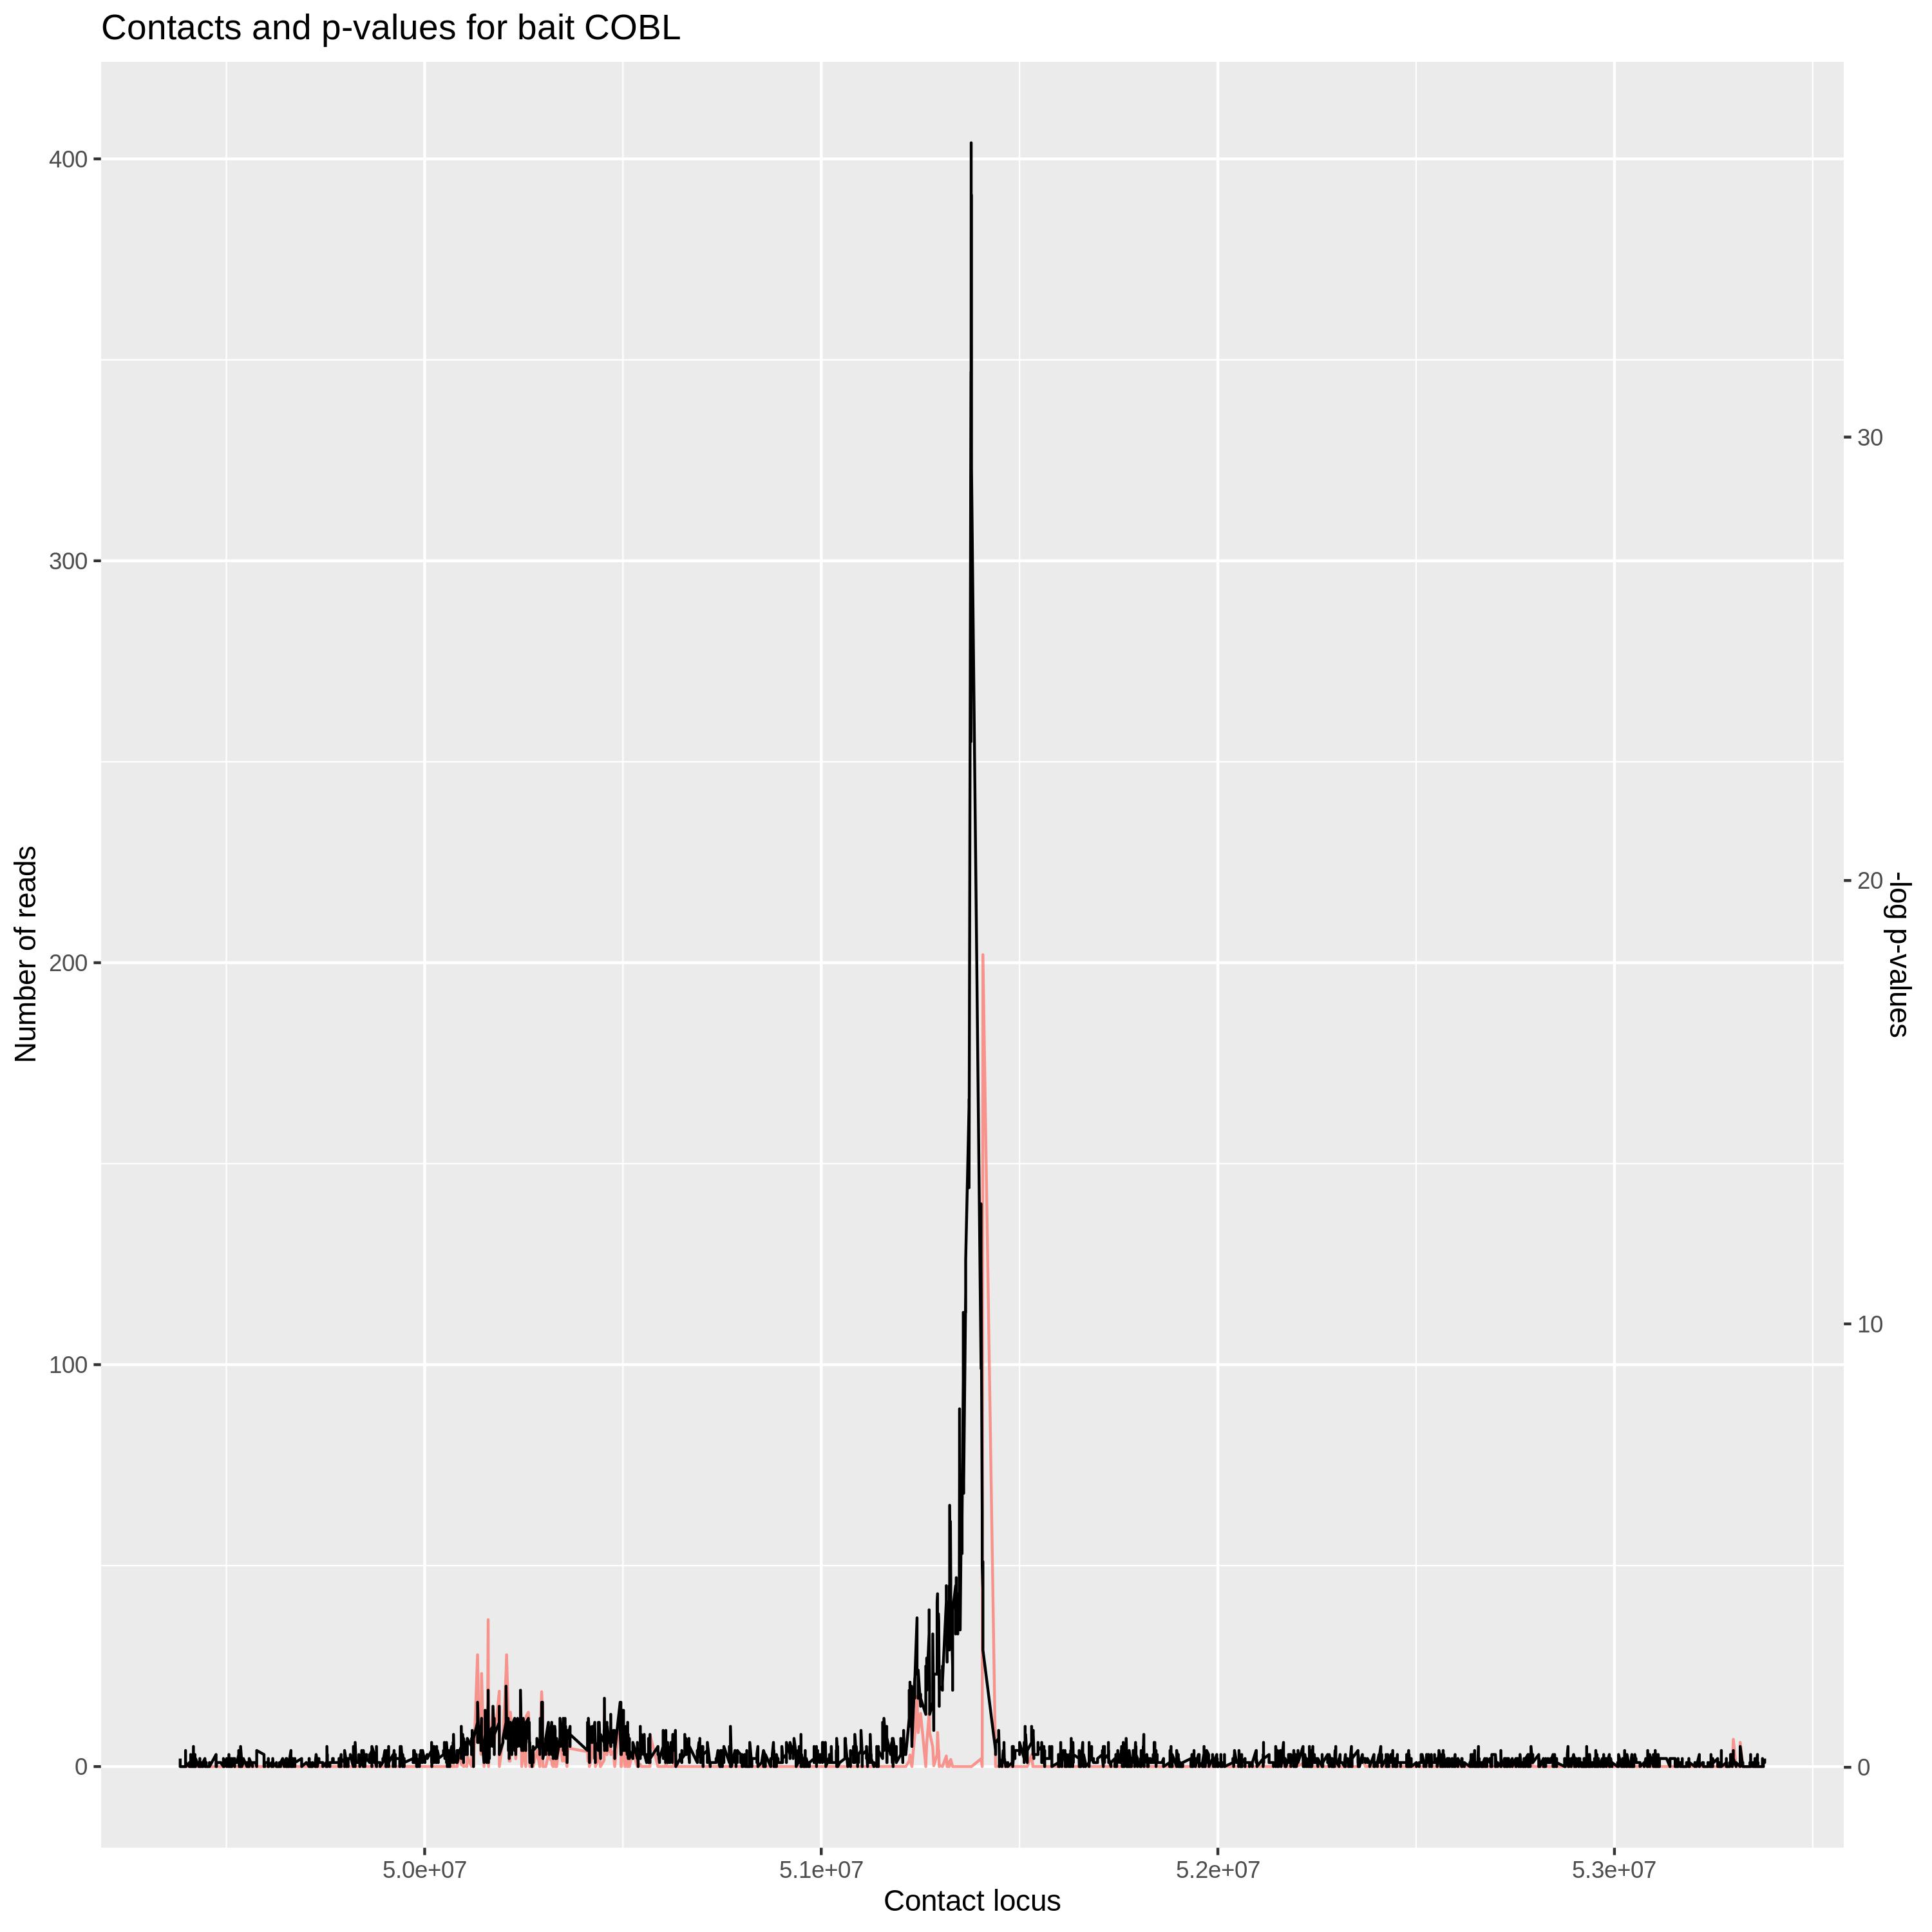 Contacts and p-values for bait COBL
400
300
200
100
0
Number of reads
30
20
10
0
-log p-values
5.0e+07
5.1e+07
5.2e+07
5.3e+07
Contact locus